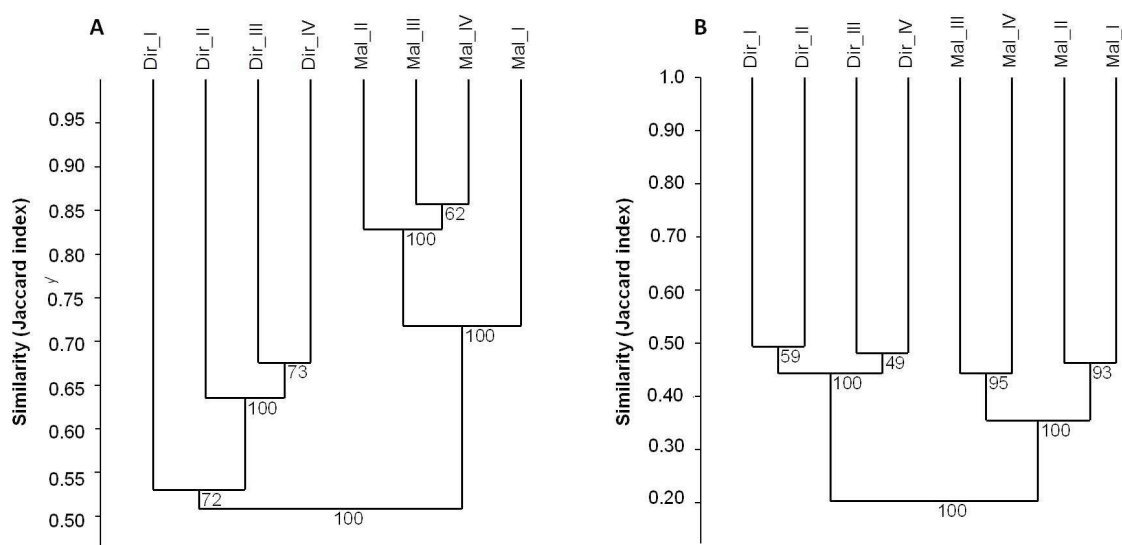 A
Dir_I
Dir_II
Dir_III
Dir_IV
Mal_II
Mal_III
Mal_IV
Mal_I
Similarity (Jaccard index)
y
0.95
0.90
0.85
0.80
0.75
0.70
0.65
0.60
0.55
0.50
62
100
100
73
100
72
100
B
Dir_I
Dir_II
Dir_III
Dir_IV
Mal_III
Mal_IV
Mal_II
Mal_I
Similarity (Jaccard index)
1.0
0.90
0.80
0.70
0.60
0.50
0.40
0.30
0.20
59
49
100
95
93
100
100